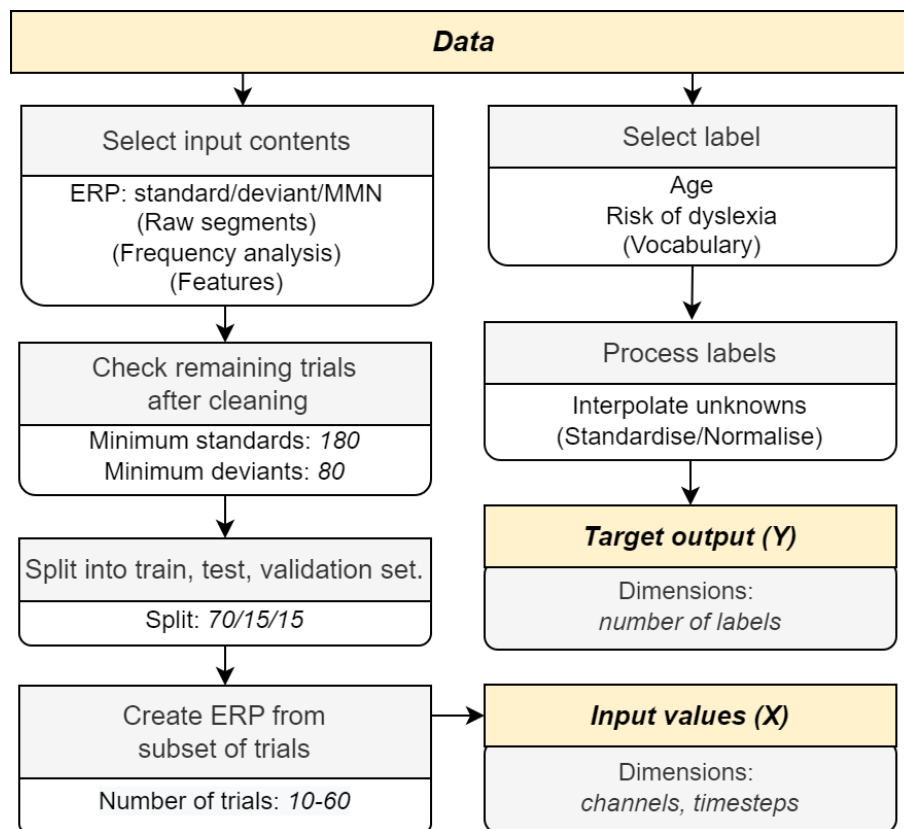 Data
Select input contents
ERP: standard/deviant/MMN
(Raw segments)
(Frequency analysis)
(Features)
Check remaining trials
after cleaning
Minimum standards: 180
Minimum deviants: 80
Split into train, test, validation set.
Split: 70/15/15
Create ERP from
subset of trials
Number of trials: 10-60
Select label
Age
Risk of dyslexia
(Vocabulary)
Process labels
Interpolate unknowns
(Standardise/Normalise)
Target output (Y)
Dimensions:
number of labels
Input values (X)
Dimensions:
channels, timesteps